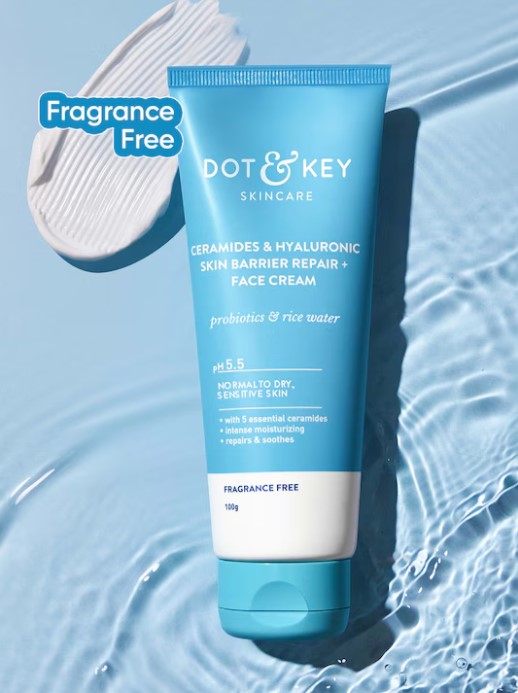 Fragrance
Free
DOT & KEY
SKINCARE
CERAMIDES & HYALURONIC
SKIN BARRIER REPAIR +
FACE CREAM
probiotics & rice water
pH 5.5
NORMAL TO DRY,
SENSITIVE SKIN
• with 5 essential ceramides
• intense moisturizing
• repairs & soothes
FRAGRANCE FREE
100g